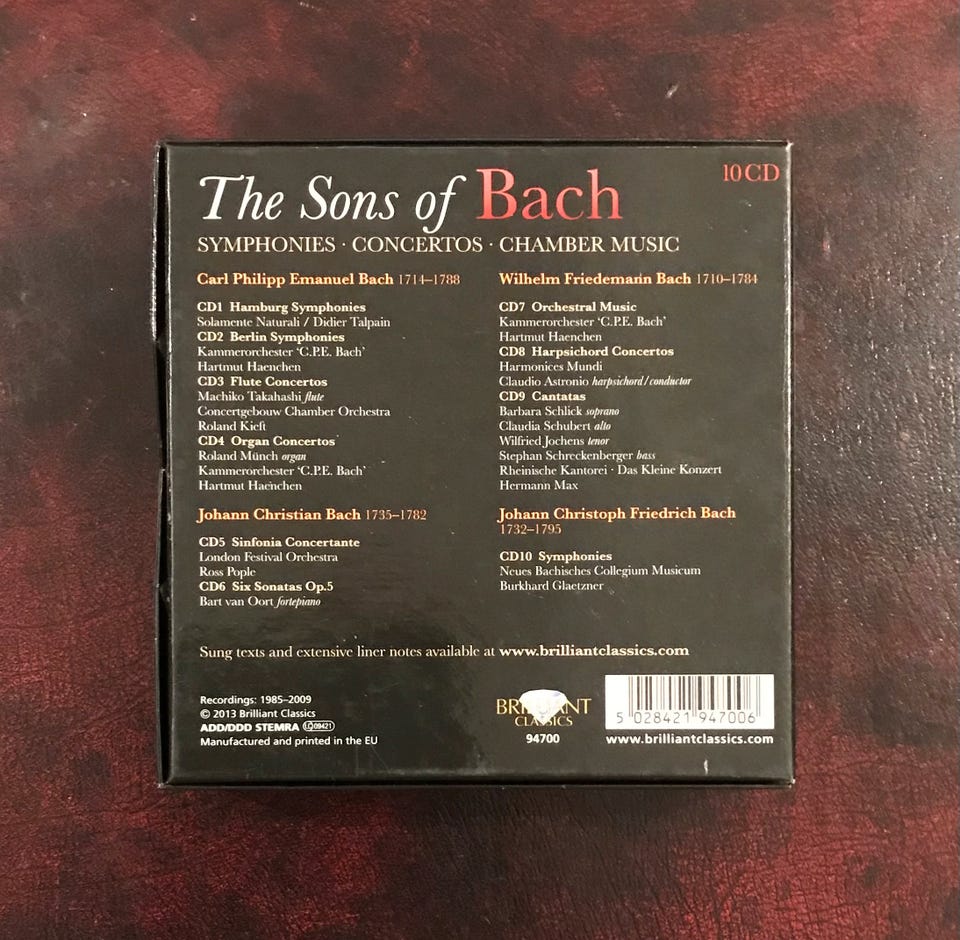 The Sons of Bach
10 CD
SYMPHONIES · CONCERTOS · CHAMBER MUSIC
Carl Philipp Emanuel Bach 1714–1788
CD1 Hamburg Symphonies
Solamente Naturali / Didier Talpain
CD2 Berlin Symphonies
Kammerorchester ‘C.P.E. Bach’
Hartmut Haenchen
CD3 Flute Concertos
Machiko Takahashi flute
Concertgebouw Chamber Orchestra
Roland Kieft
CD4 Organ Concertos
Roland Münch organ
Kammerorchester ‘C.P.E. Bach’
Hartmut Haenchen
Johann Christian Bach 1735–1782
CD5 Sinfonia Concertante
London Festival Orchestra
Ross Pople
CD6 Six Sonatas Op.5
Bart van Oort fortepiano
Wilhelm Friedemann Bach 1710–1784
CD7 Orchestral Music
Kammerorchester ‘C.P.E. Bach’
Hartmut Haenchen
CD8 Harpsichord Concertos
Harmonices Mundi
Claudio Astronio harpsichord / conductor
CD9 Cantatas
Barbara Schlick soprano
Claudia Schubert alto
Wilfried Jochens tenor
Stephan Schreckenberger bass
Rheinische Kantorei · Das Kleine Konzert
Hermann Max
Johann Christoph Friedrich Bach
1732–1795
CD10 Symphonies
Neues Bachisches Collegium Musicum
Burkhard Glaetzner
Sung texts and extensive liner notes available at www.brilliantclassics.com
Recordings: 1985–2009
© 2013 Brilliant Classics
ADD/DDD STEMRA LC09421
Manufactured and printed in the EU
BRILLIANT
CLASSICS
94700
5 028421 947006
www.brilliantclassics.com